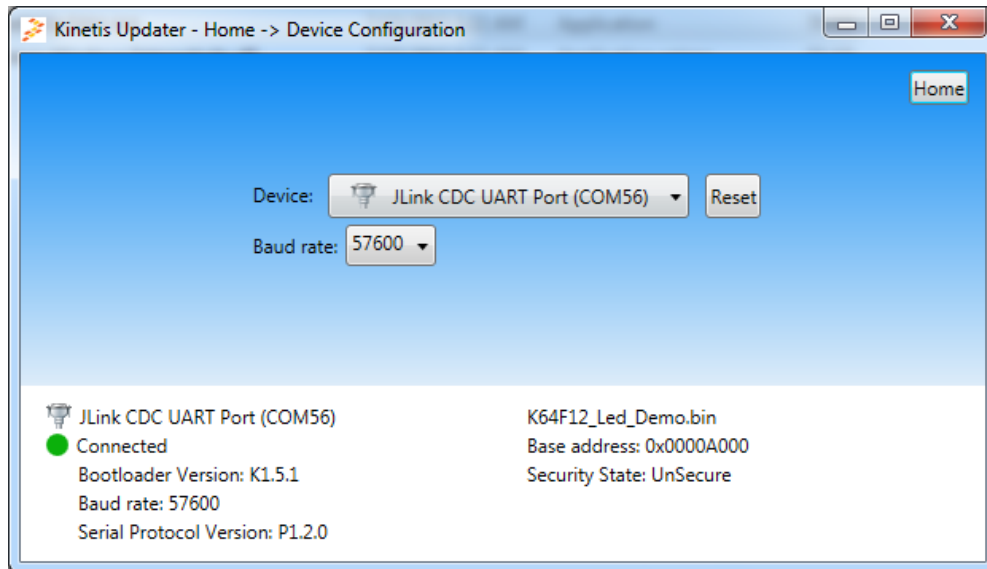 Kinetis Updater - Home -> Device Configuration
Home
Device: JLink CDC UART Port (COM56) Reset
Baud rate: 57600
JLink CDC UART Port (COM56)
Connected
Bootloader Version: K1.5.1
Baud rate: 57600
Serial Protocol Version: P1.2.0
K64F12_Led_Demo.bin
Base address: 0x0000A000
Security State: UnSecure